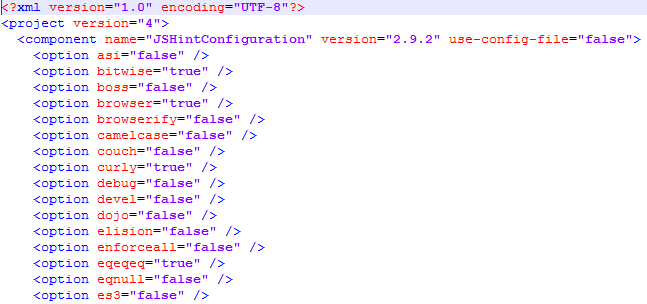 <?xml version="1.0" encoding="UTF-8"?>
<project version="4">
<component name="JSHintConfiguration" version="2.9.2" use-config-file="false">
<option asi="false" />
<option bitwise="true" />
<option boss="false" />
<option browser="true" />
<option browserify="false" />
<option camelcase="false" />
<option couch="false" />
<option curly="true" />
<option debug="false" />
<option devel="false" />
<option dojo="false" />
<option elision="false" />
<option enforceall="false" />
<option eqeqeq="true" />
<option eqnull="false" />
<option es3="false" />